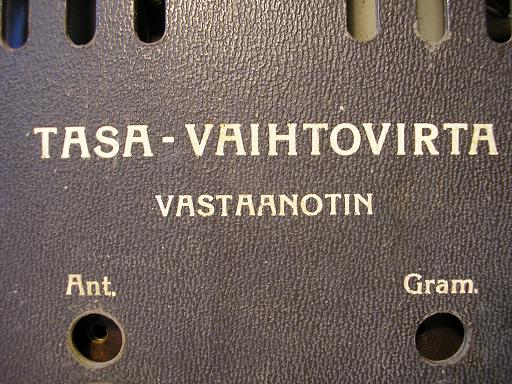 TASA - VAIHTOVIRTA
VASTAANOTIN
Ant. Gram.